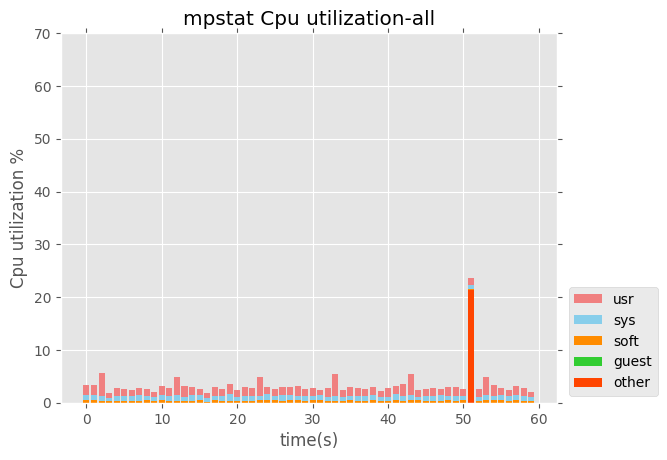 mpstat Cpu utilization-all
70
60
50
40
30
20
10
0
Cpu utilization %
0 10 20 30 40 50 60
time(s)
usr
sys
soft
guest
other